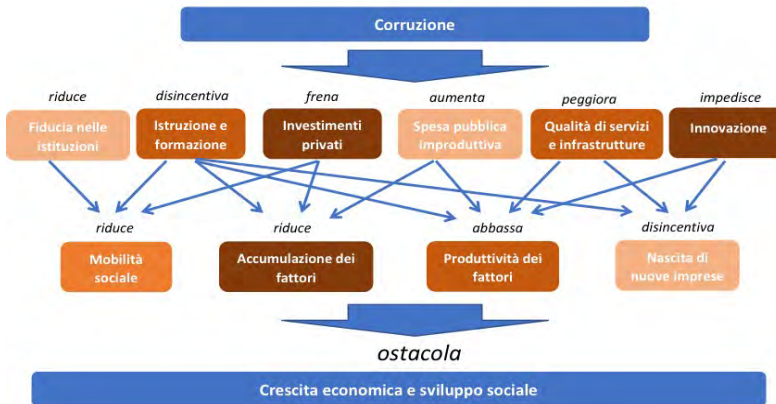 Corruzione
riduce disincentiva frena aumenta peggiora impedisce
Fiducia nelle
istituzioni
Istruzione e
formazione
Investimenti
privati
Spesa pubblica
improduttiva
Qualità di servizi
e infrastrutture
Innovazione
riduce riduce abbassa disincentiva
Mobilità
sociale
Accumulazione dei
fattori
Produttività dei
fattori
Nascita di
nuove imprese
ostacola
Crescita economica e sviluppo sociale